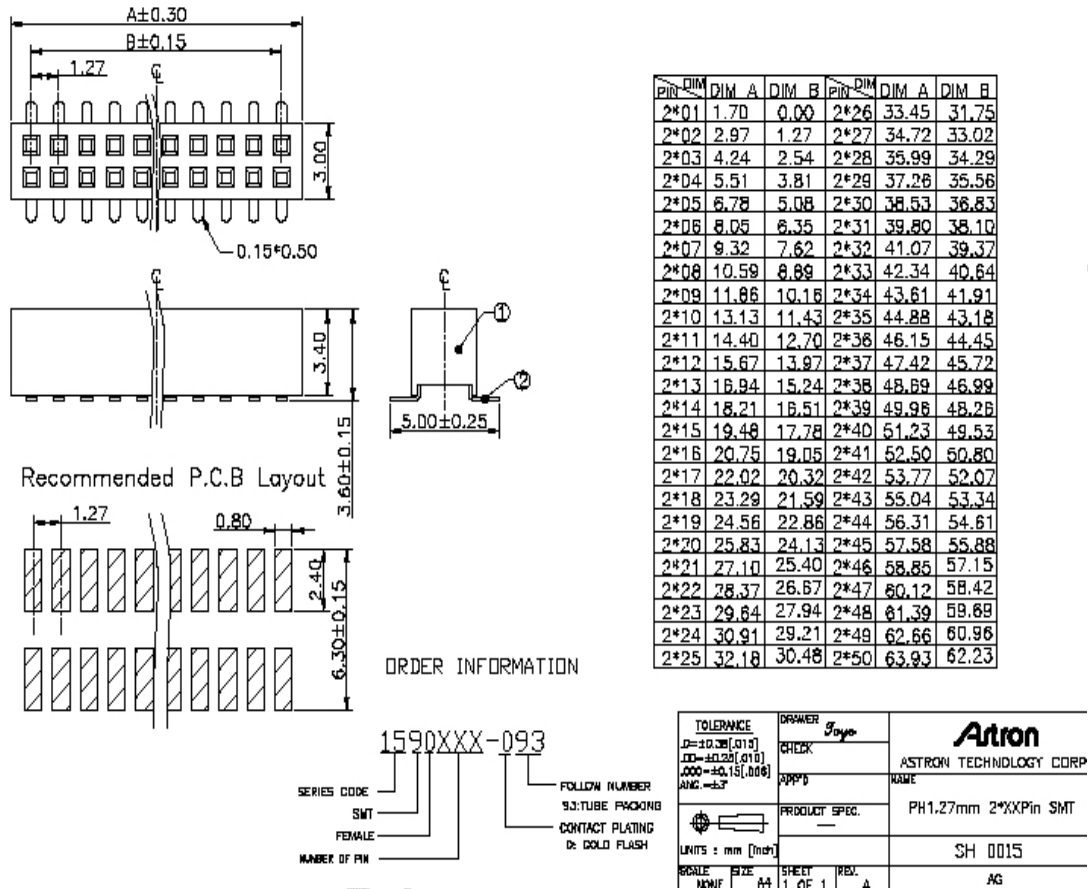 A±0.30
B±0.15
1.27
℄
3.00
0.15*0.50
℄
℄
3.40
3.60±0.15
1
2
5.00±0.25
Recommended P.C.B Layout
1.27
0.80
2.40
6.30±0.15
PIN DIM DIM A DIM B PIN DIM DIM A DIM B
2*01 1.70 0.00 2*26 33.45 31.75
2*02 2.97 1.27 2*27 34.72 33.02
2*03 4.24 2.54 2*28 35.99 34.29
2*04 5.51 3.81 2*29 37.26 35.56
2*05 6.78 5.08 2*30 38.53 36.83
2*06 8.05 6.35 2*31 39.80 38.10
2*07 9.32 7.62 2*32 41.07 39.37
2*08 10.59 8.89 2*33 42.34 40.64
2*09 11.86 10.16 2*34 43.61 41.91
2*10 13.13 11.43 2*35 44.88 43.18
2*11 14.40 12.70 2*36 46.15 44.45
2*12 15.67 13.97 2*37 47.42 45.72
2*13 16.94 15.24 2*38 48.69 46.99
2*14 18.21 16.51 2*39 49.96 48.26
2*15 19.48 17.78 2*40 51.23 49.53
2*16 20.75 19.05 2*41 52.50 50.80
2*17 22.02 20.32 2*42 53.77 52.07
2*18 23.29 21.59 2*43 55.04 53.34
2*19 24.56 22.86 2*44 56.31 54.61
2*20 25.83 24.13 2*45 57.58 55.88
2*21 27.10 25.40 2*46 58.85 57.15
2*22 28.37 26.67 2*47 60.12 58.42
2*23 29.64 27.94 2*48 61.39 59.69
2*24 30.91 29.21 2*49 62.66 60.96
2*25 32.18 30.48 2*50 63.93 62.23
ORDER INFORMATION
1590XXX-093
SERIES CODE
SMT
FEMALE
NUMBER OF PIN
FOLLOW NUMBER
93:TUBE PACKING
CONTACT PLATING
0: GOLD FLASH
TOLERANCE
.0=±0.38[.015]
.00=±0.25[.010]
.000=±0.15[.006]
ANG.=±3°
UNITS : mm [inch]
SCALE
NONE
SIZE
A4
SHEET
1 OF 1
REV.
A
DRAWER
CHECK
APP'D
PRODUCT SPEC.
—
Astron
ASTRON TECHNOLOGY CORP
NAME
PH1.27mm 2*XXPin SMT
SH 0015
AG